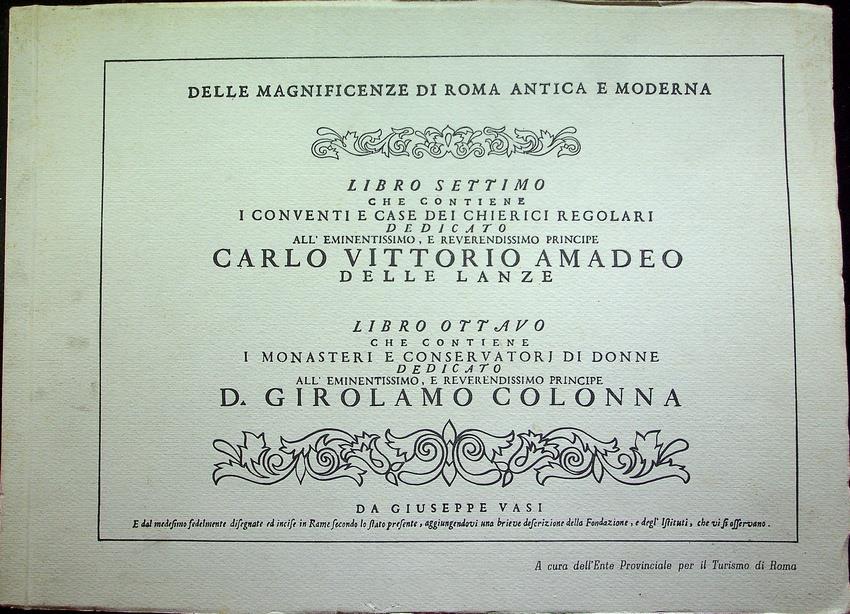 DELLE MAGNIFICENZE DI ROMA ANTICA E MODERNA
LIBRO SETTIMO
CHE CONTIENE
I CONVENTI E CASE DEI CHIERICI REGOLARI
DEDICATO
ALL' EMINENTISSIMO, E REVERENDISSIMO PRINCIPE
CARLO VITTORIO AMADEO
DELLE LANZE
LIBRO OTTAVO
CHE CONTIENE
I MONASTERI E CONSERVATORJ DI DONNE
DEDICATO
ALL' EMINENTISSIMO, E REVERENDISSIMO PRINCIPE
D. GIROLAMO COLONNA
DA GIUSEPPE VASI
E dal medeſimo fedelmente diſegnate ed inciſe in Rame ſecondo lo ſtato preſente, aggiungendovi una brieve deſcrizione della Fondazione, e degl' Iſtituti, che vi ſi oſſervano.
A cura dell'Ente Provinciale per il Turismo di Roma